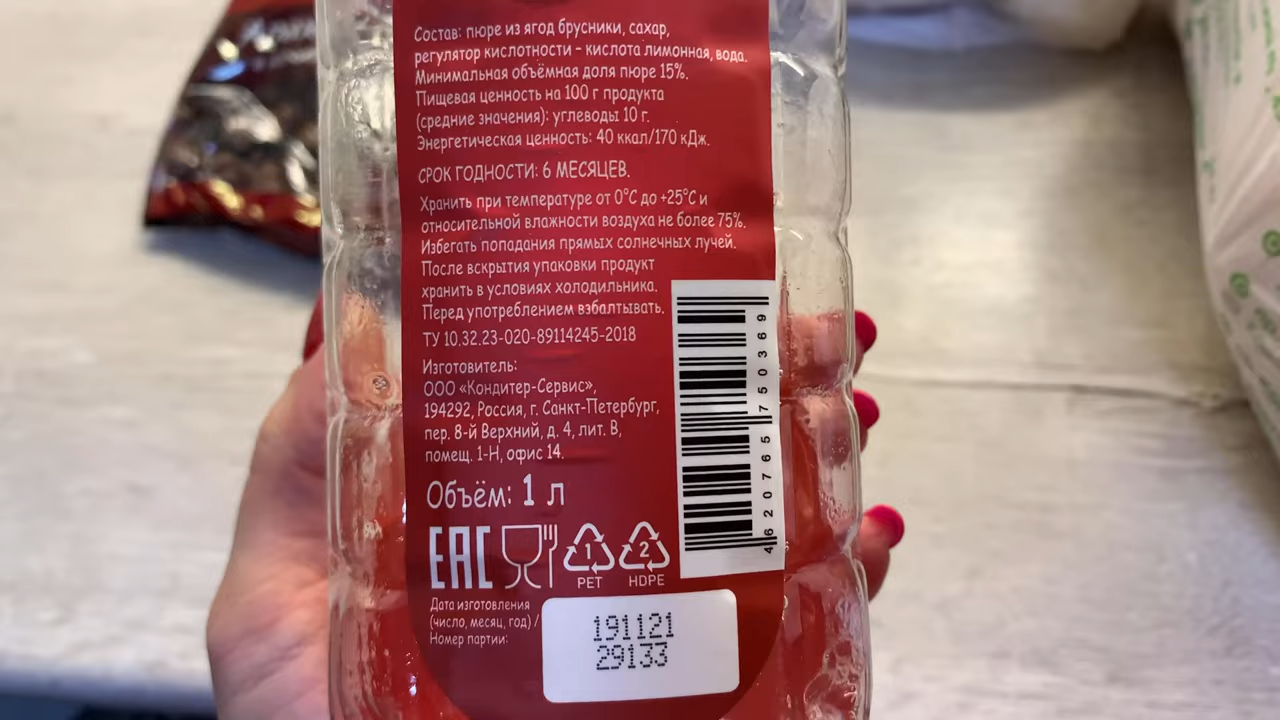 Состав: пюре из ягод брусники, сахар,
регулятор кислотности – кислота лимонная, вода.
Минимальная объёмная доля пюре 15%.
Пищевая ценность на 100 г продукта
(средние значения): углеводы 10 г.
Энергетическая ценность: 40 ккал/170 кДж.
СРОК ГОДНОСТИ: 6 МЕСЯЦЕВ.
Хранить при температуре от 0°С до +25°С и
относительной влажности воздуха не более 75%.
Избегать попадания прямых солнечных лучей.
После вскрытия упаковки продукт
хранить в условиях холодильника.
Перед употреблением взбалтывать.
ТУ 10.32.23-020-89114245-2018
Изготовитель:
ООО «Кондитер-Сервис»,
194292, Россия, г. Санкт-Петербург,
пер. 8-й Верхний, д. 4, лит. В,
помещ. 1-Н, офис 14.
Объём: 1 л
EAC
1
PET
2
HDPE
4 620765 750369
Дата изготовления
(число, месяц, год) /
Номер партии:
191121
29133